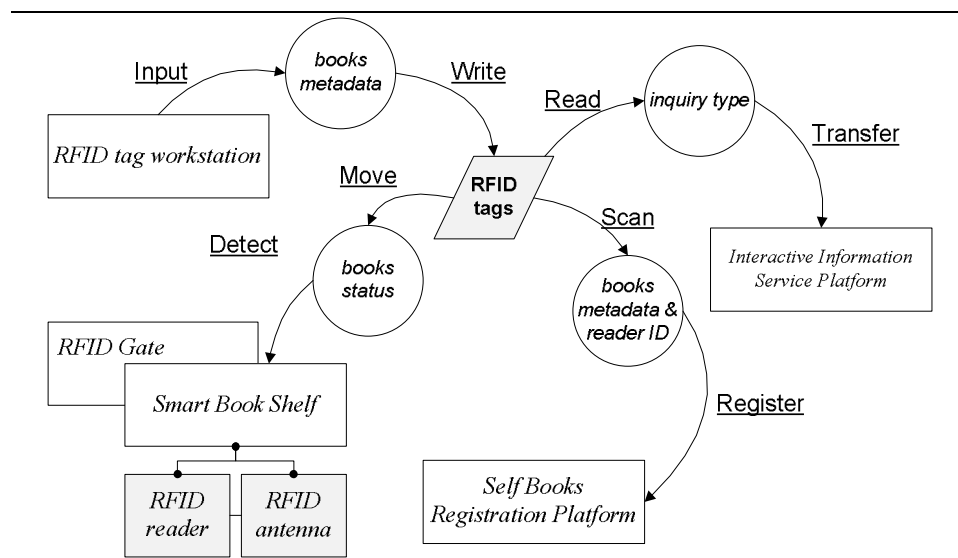 Input
books
metadata
Write
RFID tag workstation
Read
inquiry type
Transfer
RFID
tags
Move
Scan
Detect
books
status
books
metadata &
reader ID
Interactive Information
Service Platform
RFID Gate
Smart Book Shelf
Register
RFID
reader
RFID
antenna
Self Books
Registration Platform